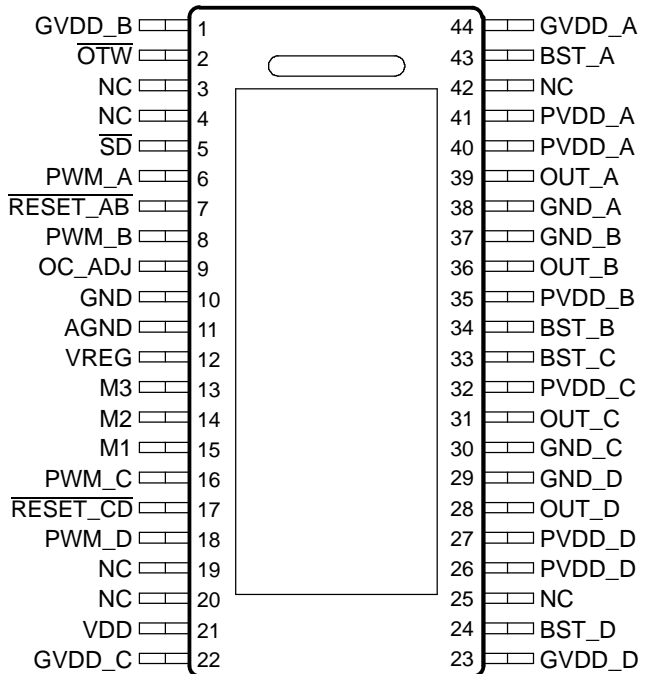 GVDD_B 1 44 GVDD_A
OTW 2 43 BST_A
NC 3 42 NC
NC 4 41 PVDD_A
SD 5 40 PVDD_A
PWM_A 6 39 OUT_A
RESET_AB 7 38 GND_A
PWM_B 8 37 GND_B
OC_ADJ 9 36 OUT_B
GND 10 35 PVDD_B
AGND 11 34 BST_B
VREG 12 33 BST_C
M3 13 32 PVDD_C
M2 14 31 OUT_C
M1 15 30 GND_C
PWM_C 16 29 GND_D
RESET_CD 17 28 OUT_D
PWM_D 18 27 PVDD_D
NC 19 26 PVDD_D
NC 20 25 NC
VDD 21 24 BST_D
GVDD_C 22 23 GVDD_D